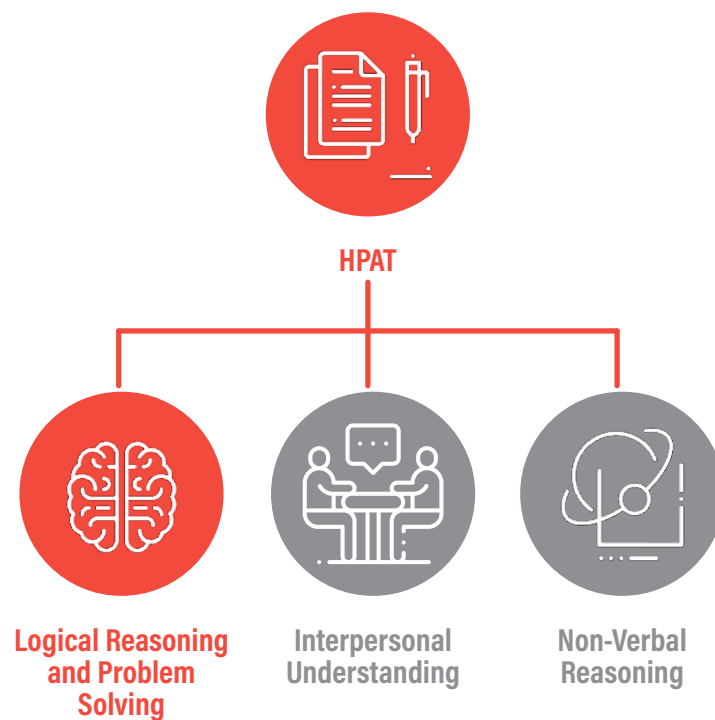 HPAT
Logical Reasoning
and Problem
Solving
Interpersonal
Understanding
Non-Verbal
Reasoning